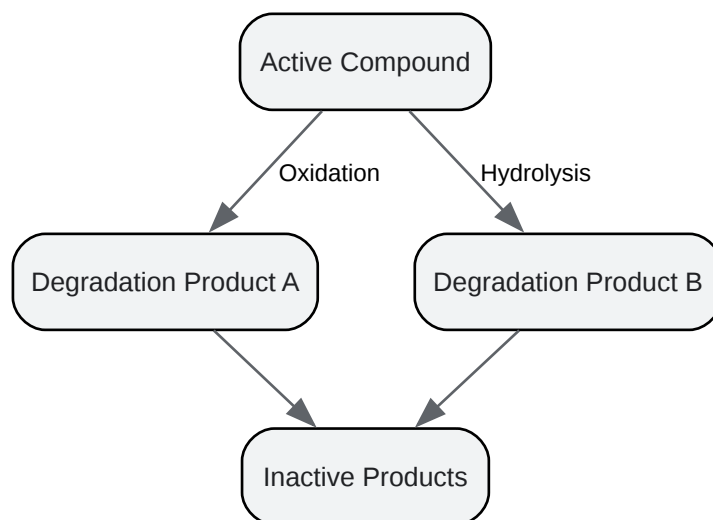 Active Compound
Oxidation
Hydrolysis
Degradation Product A
Degradation Product B
Inactive Products